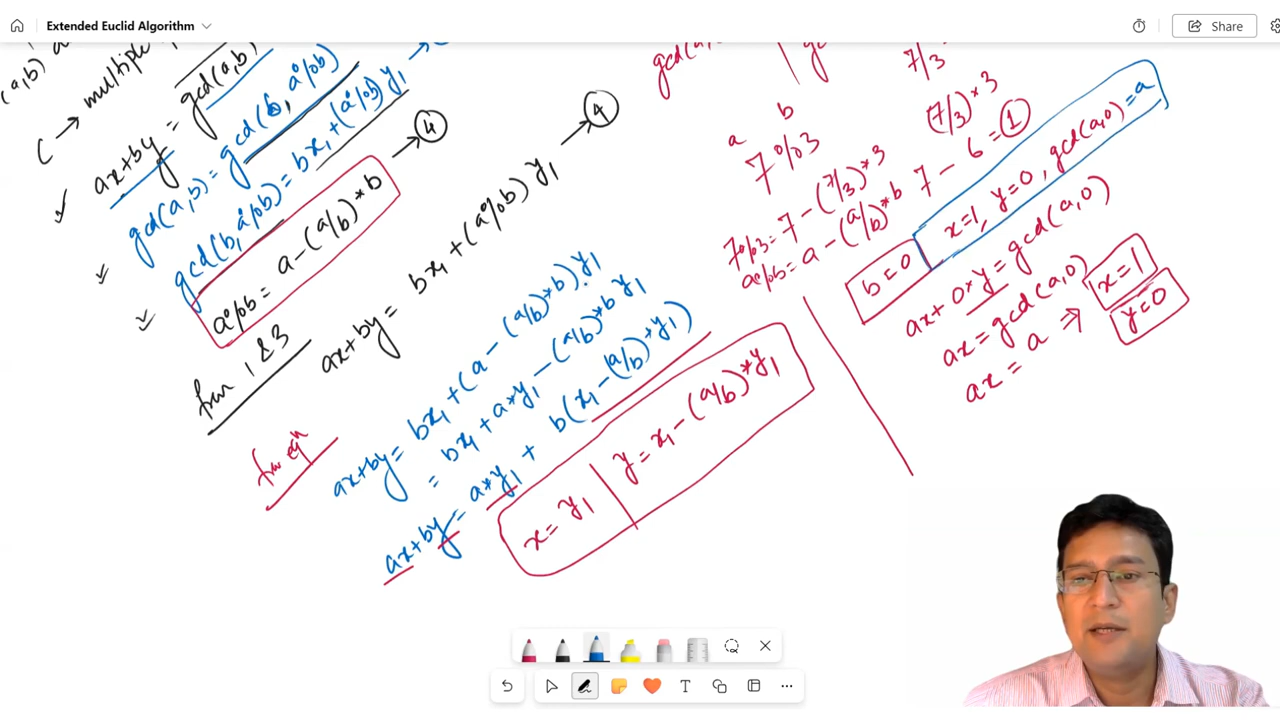 Extended Euclid Algorithm
Share
(a,b)
C → multiple
ax+by = gcd(a,b)
gcd(a,b) = gcd(b, a%b)
gcd(b,a%b) = bx₁+(a%b)y₁ →
a%b = a-(a/b)*b → 4
from 1 & 3
ax+by = bx₁+(a%b)y₁ → 4
from eqn
ax+by = bx₁+(a-(a/b)*b)y₁
= bx₁+a*y₁-(a/b)*b y₁
ax+by = a*y₁ + b(x₁-(a/b)*y₁)
x = y₁ | y = x₁-(a/b)*y₁
7/3
a b
7%3
(7/3)*3
7%3 = 7-(7/3)*3
7-6 = 1
a%b = a-(a/b)*b
b=0
x=1, y=0, gcd(a,0)=a
ax+0*y = gcd(a,0)
ax = gcd(a,0)
ax = a ⇒ x=1
y=0